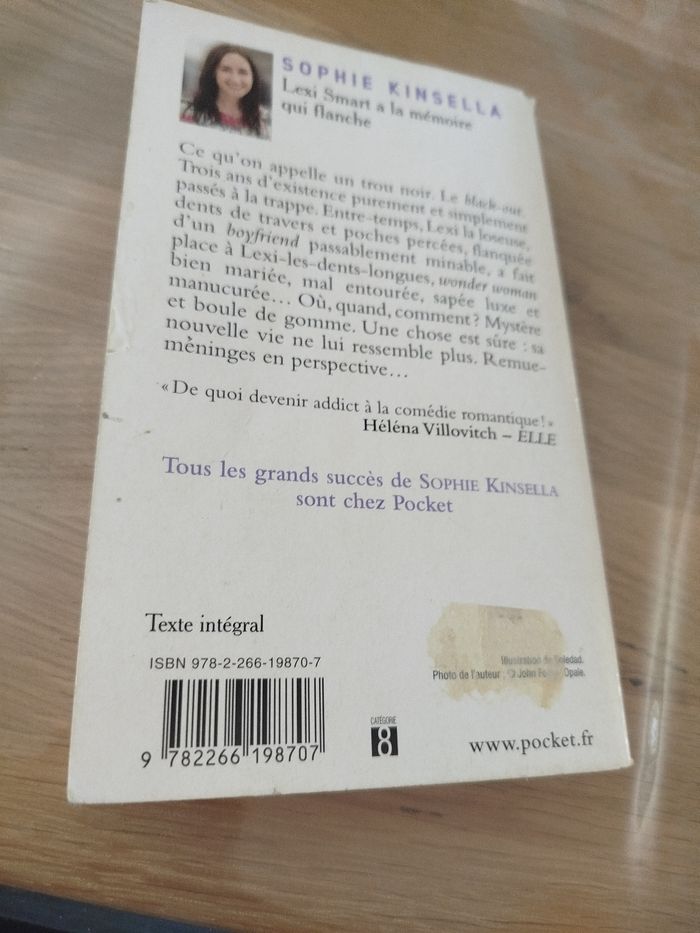 SOPHIE KINSELLA
Lexi Smart a la mémoire
qui flanche
Ce qu'on appelle un trou noir. Le black-out.
Trois ans d'existence purement et simplement
passés à la trappe. Entre-temps, Lexi la loseuse,
dents de travers et poches percées, flanquée
d'un boyfriend passablement minable, a fait
place à Lexi-les-dents-longues, wonder woman
bien mariée, mal entourée, sapée luxe et
manucurée... Où, quand, comment ? Mystère
et boule de gomme. Une chose est sûre : sa
nouvelle vie ne lui ressemble plus. Remue-
méninges en perspective...
« De quoi devenir addict à la comédie romantique ! »
Héléna Villovitch – ELLE
Tous les grands succès de SOPHIE KINSELLA
sont chez Pocket
Texte intégral
ISBN 978-2-266-19870-7
9 782266 198707
CATÉGORIE
8
Illustration de
Photo de l'auteur : © John Opale.
www.pocket.fr